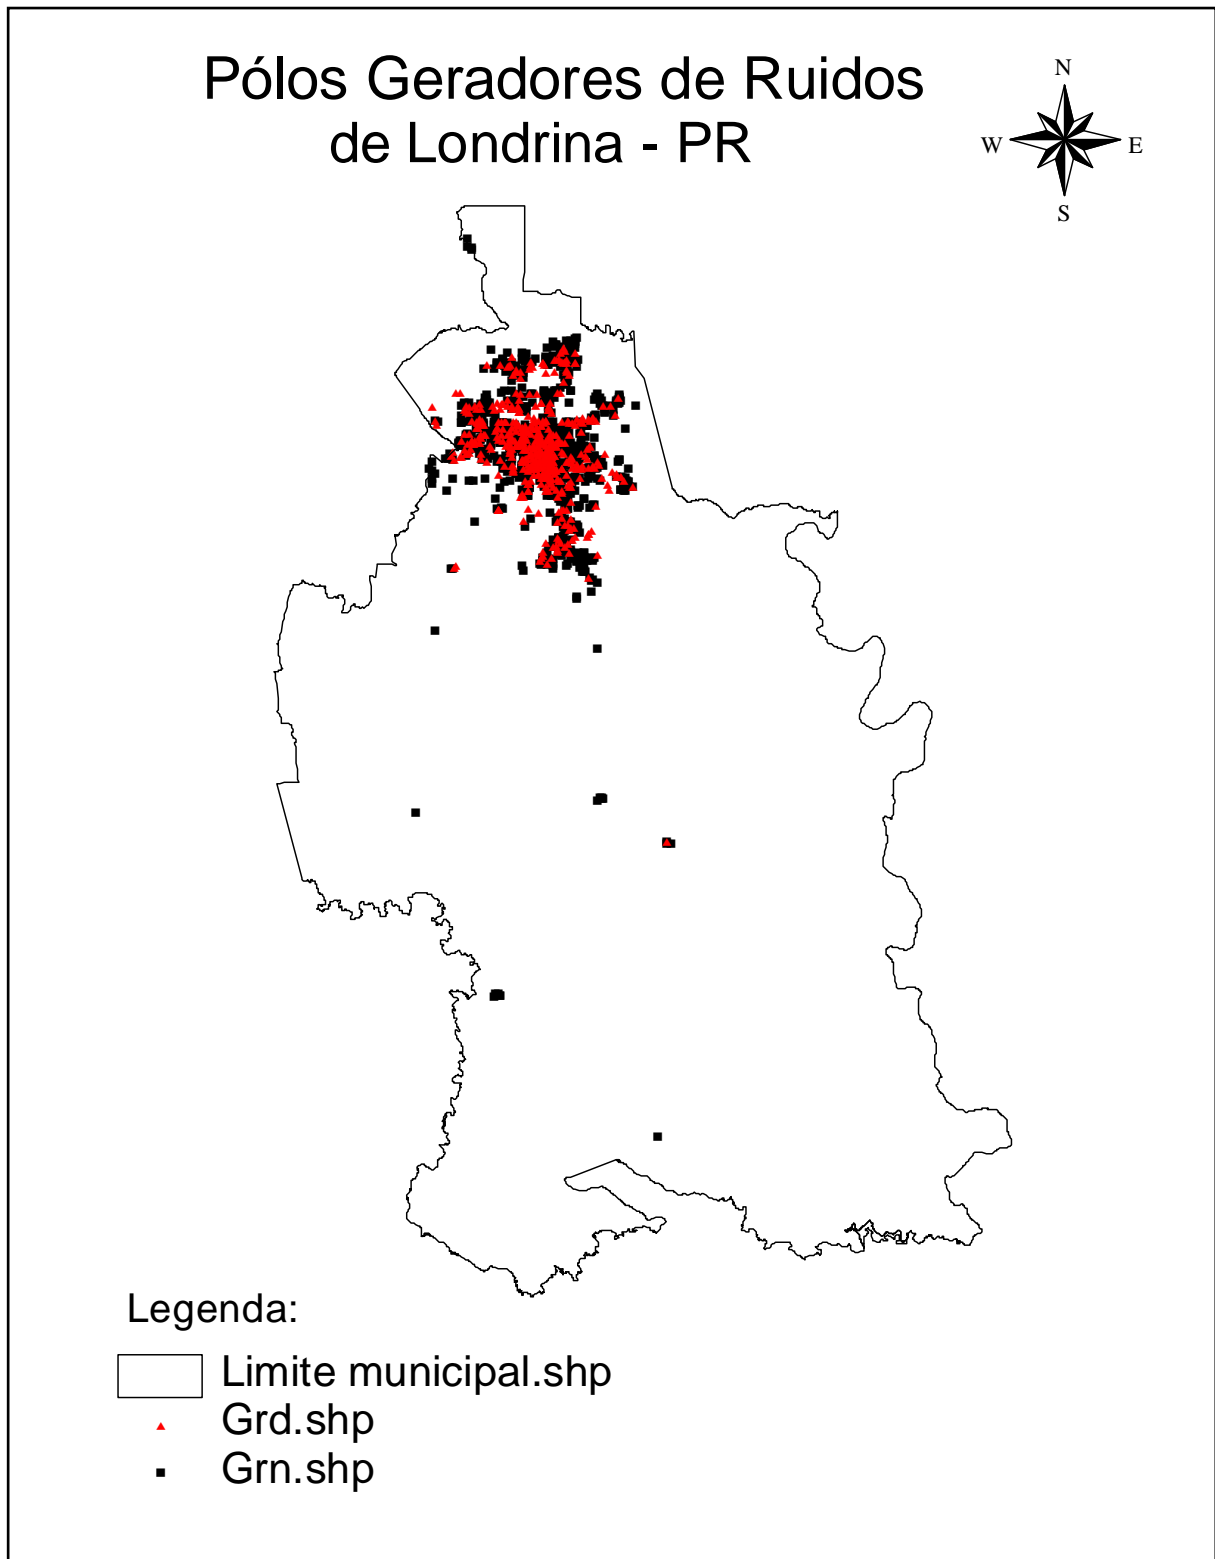 Pólos Geradores de Ruidos
de Londrina - PR
N
W
E
S
Legenda:
Limite municipal.shp
Grd.shp
Grn.shp